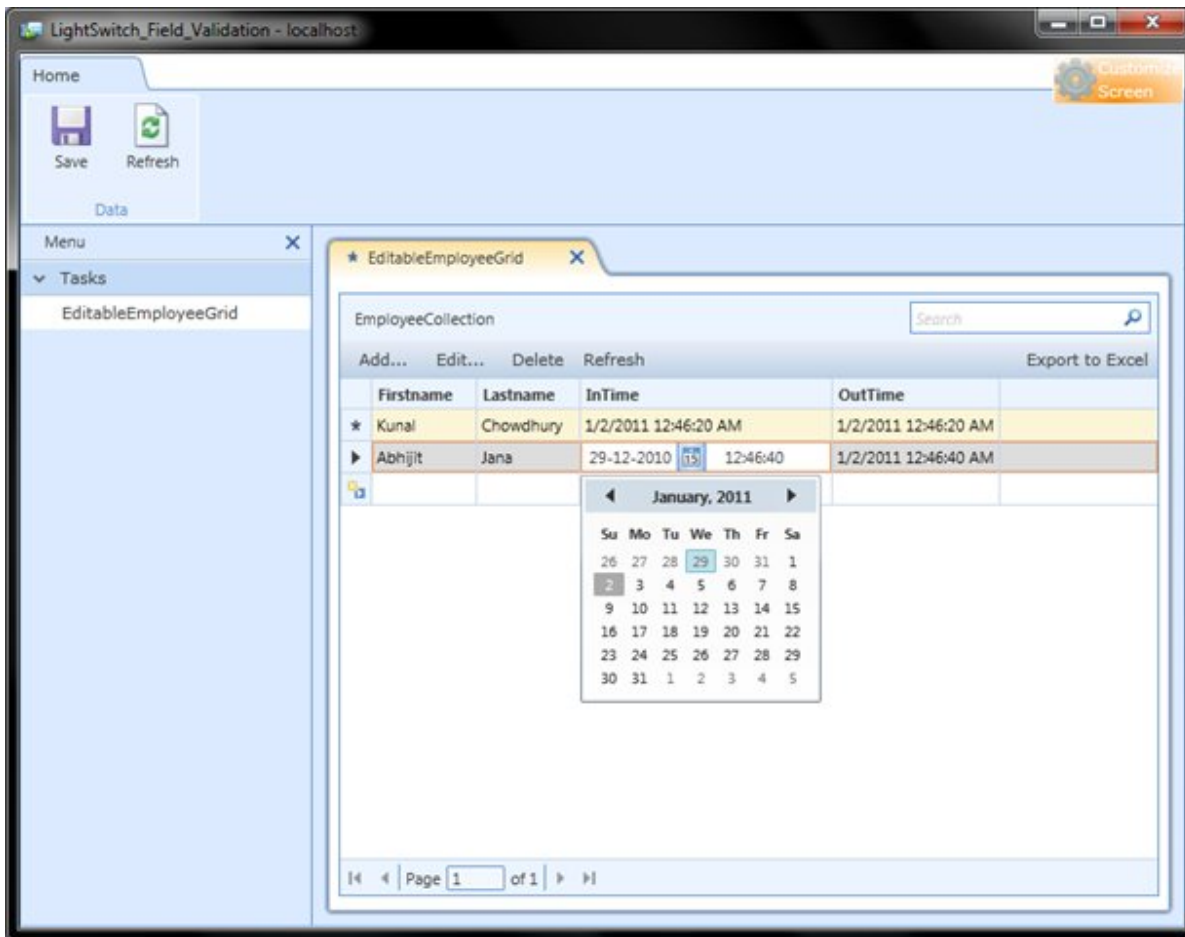 LightSwitch_Field_Validation - localhost
Home
Customize
Screen
Save Refresh
Data
Menu
Tasks
EditableEmployeeGrid
EditableEmployeeGrid
EmployeeCollection
Search
Add... Edit... Delete Refresh Export to Excel
Firstname Lastname InTime OutTime
Kunal Chowdhury 1/2/2011 12:46:20 AM 1/2/2011 12:46:20 AM
Abhijit Jana 29-12-2010 15 12:46:40 1/2/2011 12:46:40 AM
January, 2011
Su Mo Tu We Th Fr Sa
26 27 28 29 30 31 1
2 3 4 5 6 7 8
9 10 11 12 13 14 15
16 17 18 19 20 21 22
23 24 25 26 27 28 29
30 31 1 2 3 4 5
Page 1 of 1